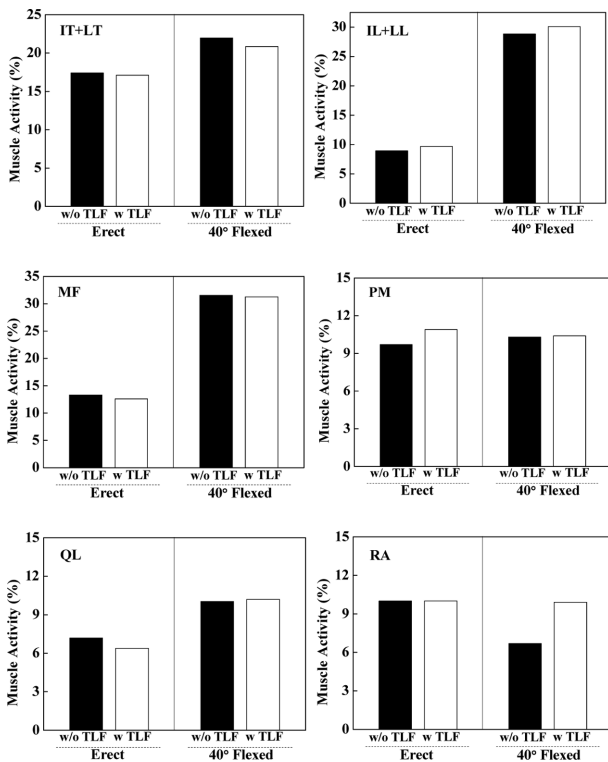 IT+LT
Muscle Activity (%)
25
20
15
10
5
0
w/o TLF w TLF w/o TLF w TLF
Erect 40° Flexed
IL+LL
Muscle Activity (%)
30
25
20
15
10
5
0
w/o TLF w TLF w/o TLF w TLF
Erect 40° Flexed
MF
Muscle Activity (%)
35
30
25
20
15
10
5
0
w/o TLF w TLF w/o TLF w TLF
Erect 40° Flexed
PM
Muscle Activity (%)
15
12
9
6
3
0
w/o TLF w TLF w/o TLF w TLF
Erect 40° Flexed
QL
Muscle Activity (%)
15
12
9
6
3
0
w/o TLF w TLF w/o TLF w TLF
Erect 40° Flexed
RA
Muscle Activity (%)
15
12
9
6
3
0
w/o TLF w TLF w/o TLF w TLF
Erect 40° Flexed